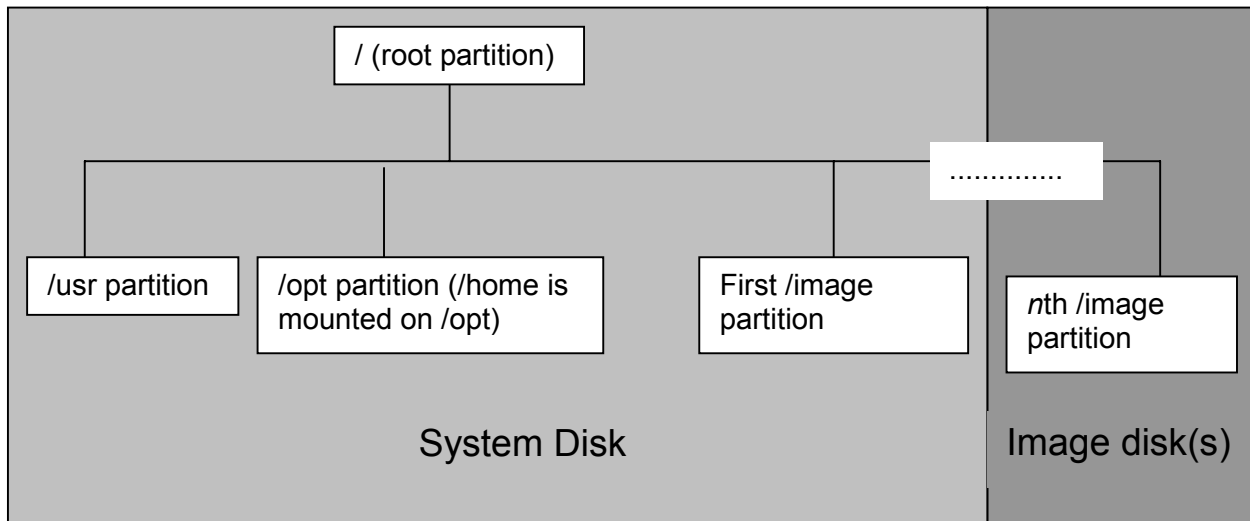 / (root partition)
..............
/usr partition
/opt partition (/home is
mounted on /opt)
First /image
partition
nth /image
partition
System Disk
Image disk(s)